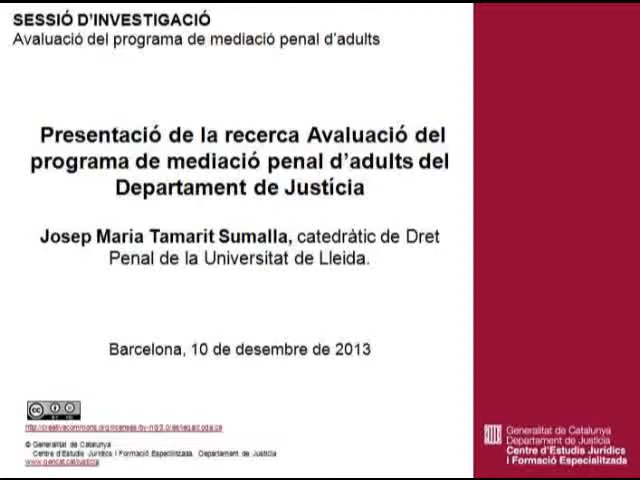 SESSIÓ D'INVESTIGACIÓ
Avaluació del programa de mediació penal d'adults
Presentació de la recerca Avaluació del
programa de mediació penal d'adults del
Departament de Justícia
Josep Maria Tamarit Sumalla, catedràtic de Dret
Penal de la Universitat de Lleida.
Barcelona, 10 de desembre de 2013
© Generalitat de Catalunya
Centre d'Estudis Jurídics i Formació Especialitzada. Departament de Justícia
www.gencat.cat/justicia
Generalitat de Catalunya
Departament de Justícia
Centre d'Estudis Jurídics
i Formació Especialitzada